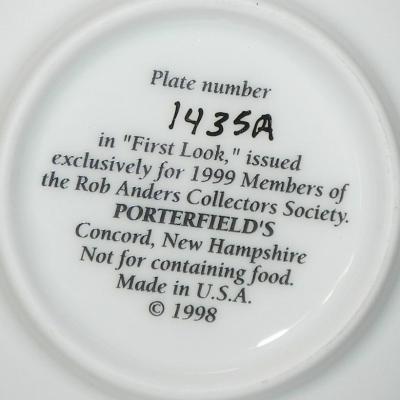 Plate number
1435A
in "First Look," issued
exclusively for 1999 Members of
the Rob Anders Collectors Society.
PORTERFIELD'S
Concord, New Hampshire
Not for containing food.
Made in U.S.A.
© 1998